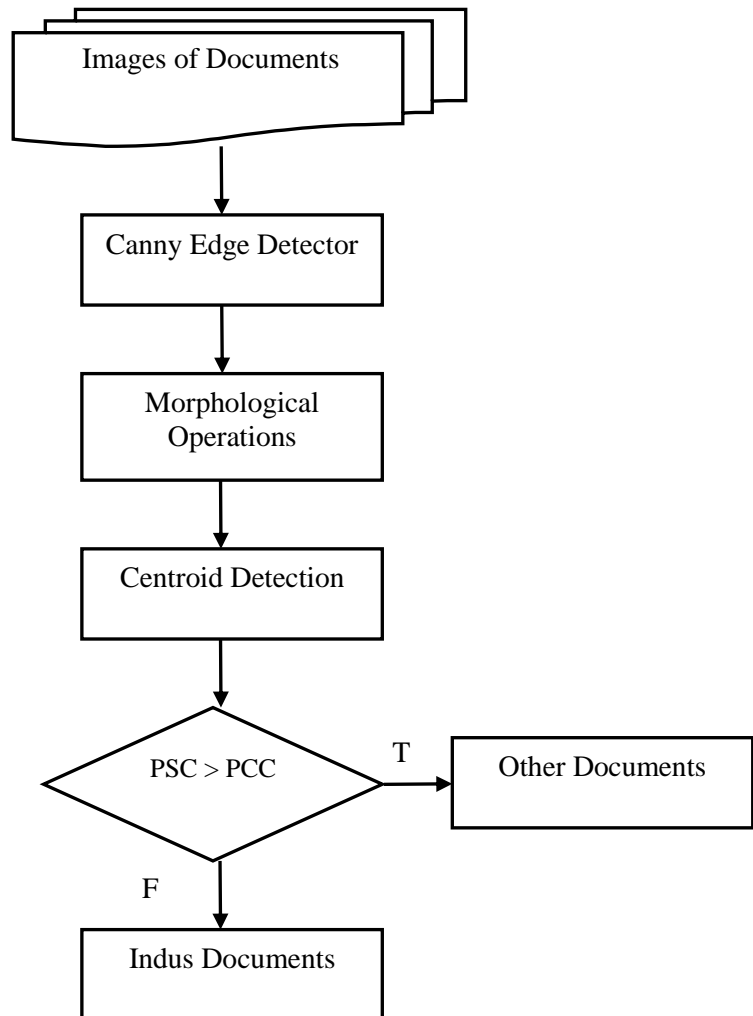 Images of Documents
Canny Edge Detector
Morphological
Operations
Centroid Detection
PSC > PCC
T
Other Documents
F
Indus Documents